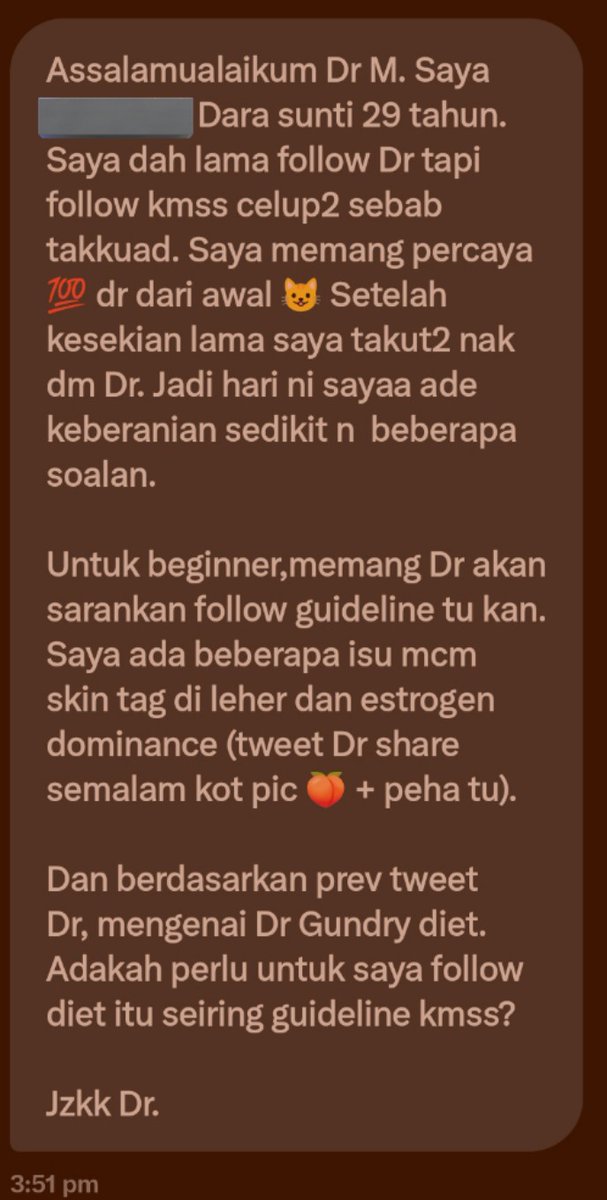 Assalamualaikum Dr M. Saya
Dara sunti 29 tahun.
Saya dah lama follow Dr tapi
follow kmss celup2 sebab
takkuad. Saya memang percaya
💯 dr dari awal 😺 Setelah
kesekian lama saya takut2 nak
dm Dr. Jadi hari ni sayaa ade
keberanian sedikit n  beberapa
soalan.

Untuk beginner,memang Dr akan
sarankan follow guideline tu kan.
Saya ada beberapa isu mcm
skin tag di leher dan estrogen
dominance (tweet Dr share
semalam kot pic 🍑 + peha tu).

Dan berdasarkan prev tweet
Dr, mengenai Dr Gundry diet.
Adakah perlu untuk saya follow
diet itu seiring guideline kmss?

Jzkk Dr.
3:51 pm